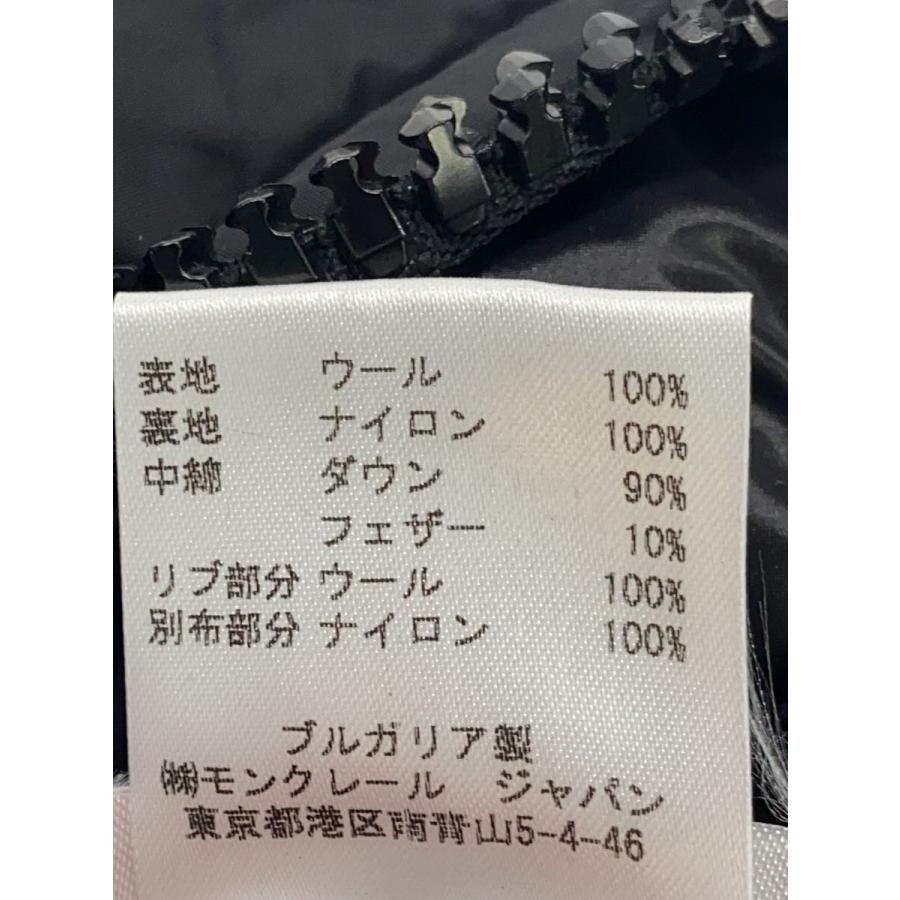 表地 ウール 100%
裏地 ナイロン 100%
中綿 ダウン 90%
フェザー 10%
リブ部分 ウール 100%
別布部分 ナイロン 100%
ブルガリア製
㈱モンクレール ジャパン
東京都港区南青山5-4-46